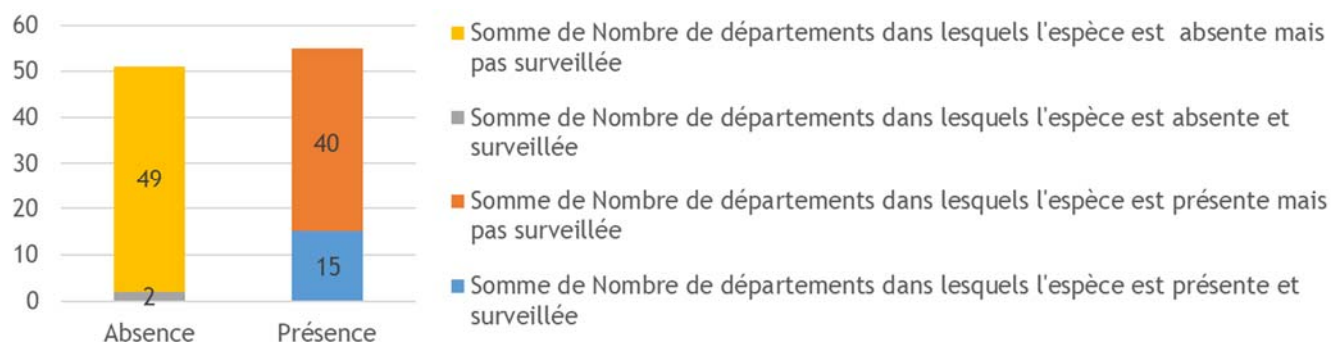 60
50
40
30
20
10
0
49
2
40
15
Absence
Présence
Somme de Nombre de départements dans lesquels l'espèce est  absente mais
pas surveillée
Somme de Nombre de départements dans lesquels l'espèce est absente et
surveillée
Somme de Nombre de départements dans lesquels l'espèce est présente mais
pas surveillée
Somme de Nombre de départements dans lesquels l'espèce est présente et
surveillée